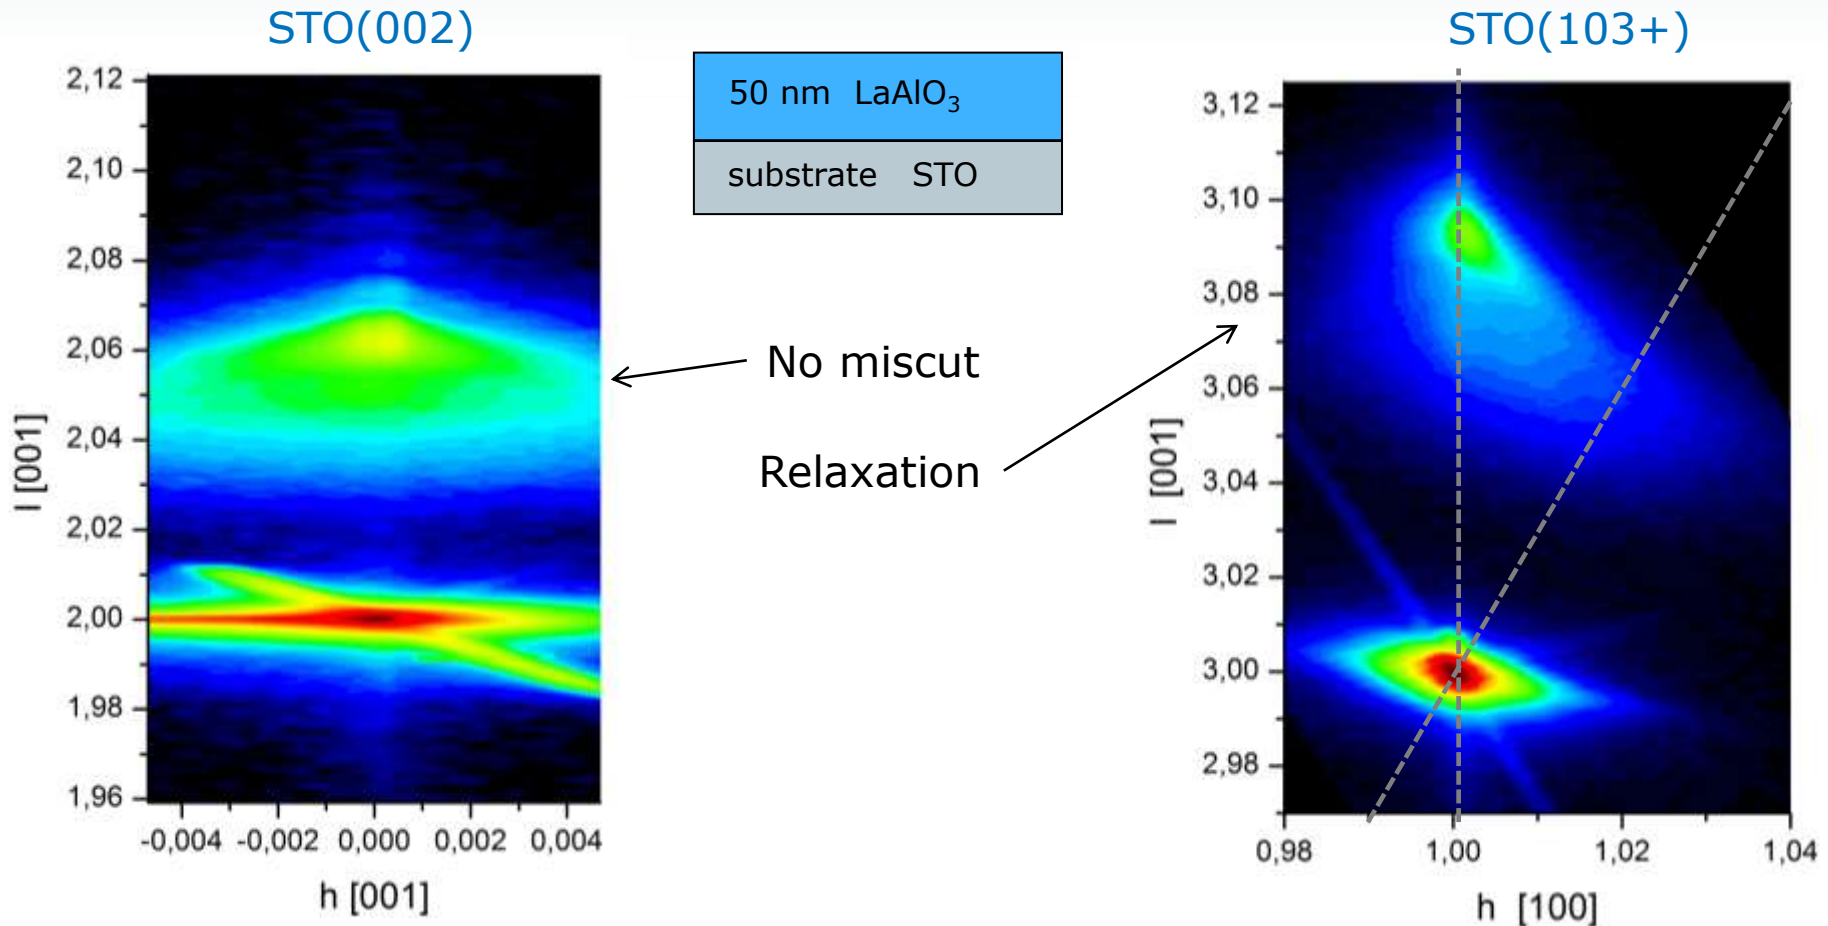 STO(002)
2,12
2,10
2,08
2,06
2,04
2,02
2,00
1,98
1,96
l [001]
-0,004 -0,002 0,000 0,002 0,004
h [001]
50 nm LaAlO₃
substrate STO
No miscut
Relaxation
STO(103+)
3,12
3,10
3,08
3,06
3,04
3,02
3,00
2,98
l [001]
0,98 1,00 1,02 1,04
h [100]